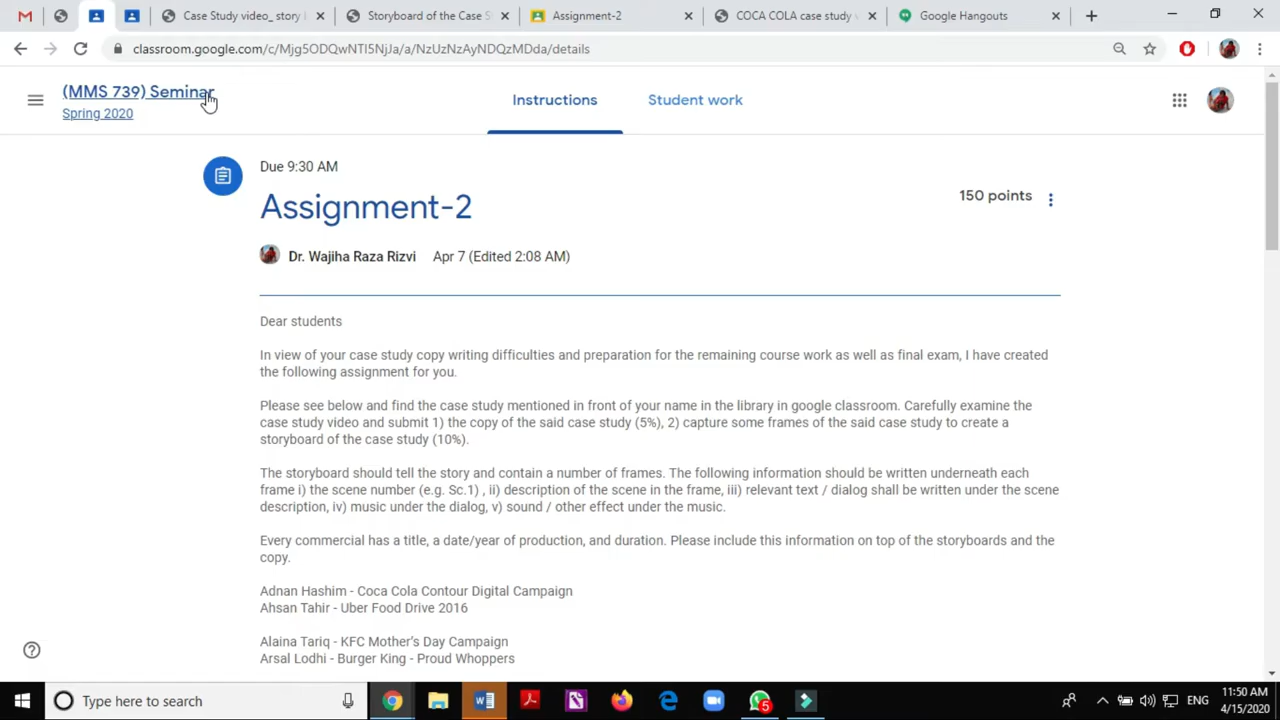 Case Study video_ story
Storyboard of the Case S
Assignment-2
COCA COLA case study
Google Hangouts
classroom.google.com/c/Mjg5ODQwNTI5NjJa/a/NzUzNzAyNDQzMDda/details
(MMS 739) Seminar
Spring 2020
Instructions
Student work
Due 9:30 AM
Assignment-2
150 points
Dr. Wajiha Raza Rizvi Apr 7 (Edited 2:08 AM)
Dear students
In view of your case study copy writing difficulties and preparation for the remaining course work as well as final exam, I have created
the following assignment for you.
Please see below and find the case study mentioned in front of your name in the library in google classroom. Carefully examine the
case study video and submit 1) the copy of the said case study (5%), 2) capture some frames of the said case study to create a
storyboard of the case study (10%).
The storyboard should tell the story and contain a number of frames. The following information should be written underneath each
frame i) the scene number (e.g. Sc.1) , ii) description of the scene in the frame, iii) relevant text / dialog shall be written under the scene
description, iv) music under the dialog, v) sound / other effect under the music.
Every commercial has a title, a date/year of production, and duration. Please include this information on top of the storyboards and the
copy.
Adnan Hashim - Coca Cola Contour Digital Campaign
Ahsan Tahir - Uber Food Drive 2016
Alaina Tariq - KFC Mother's Day Campaign
Arsal Lodhi - Burger King - Proud Whoppers
Type here to search
5
ENG
11:50 AM
4/15/2020